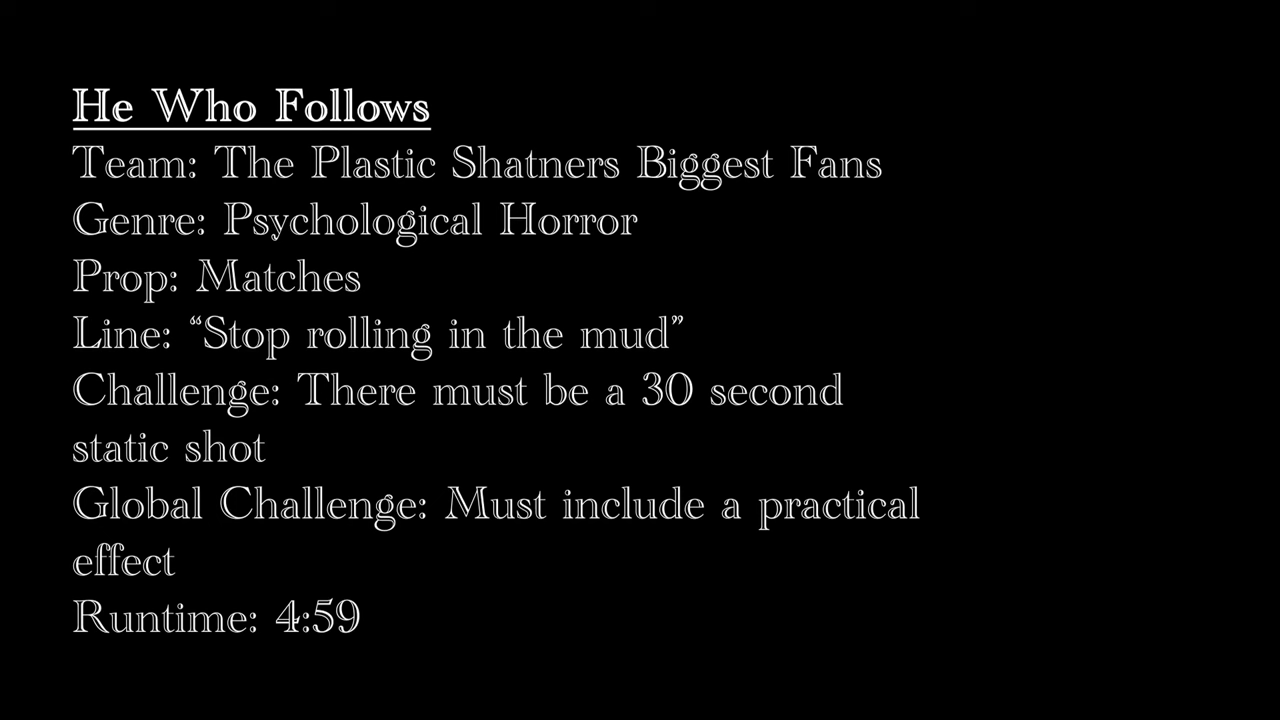 He Who Follows
Team: The Plastic Shatners Biggest Fans
Genre: Psychological Horror
Prop: Matches
Line: “Stop rolling in the mud”
Challenge: There must be a 30 second
static shot
Global Challenge: Must include a practical
effect
Runtime: 4:59